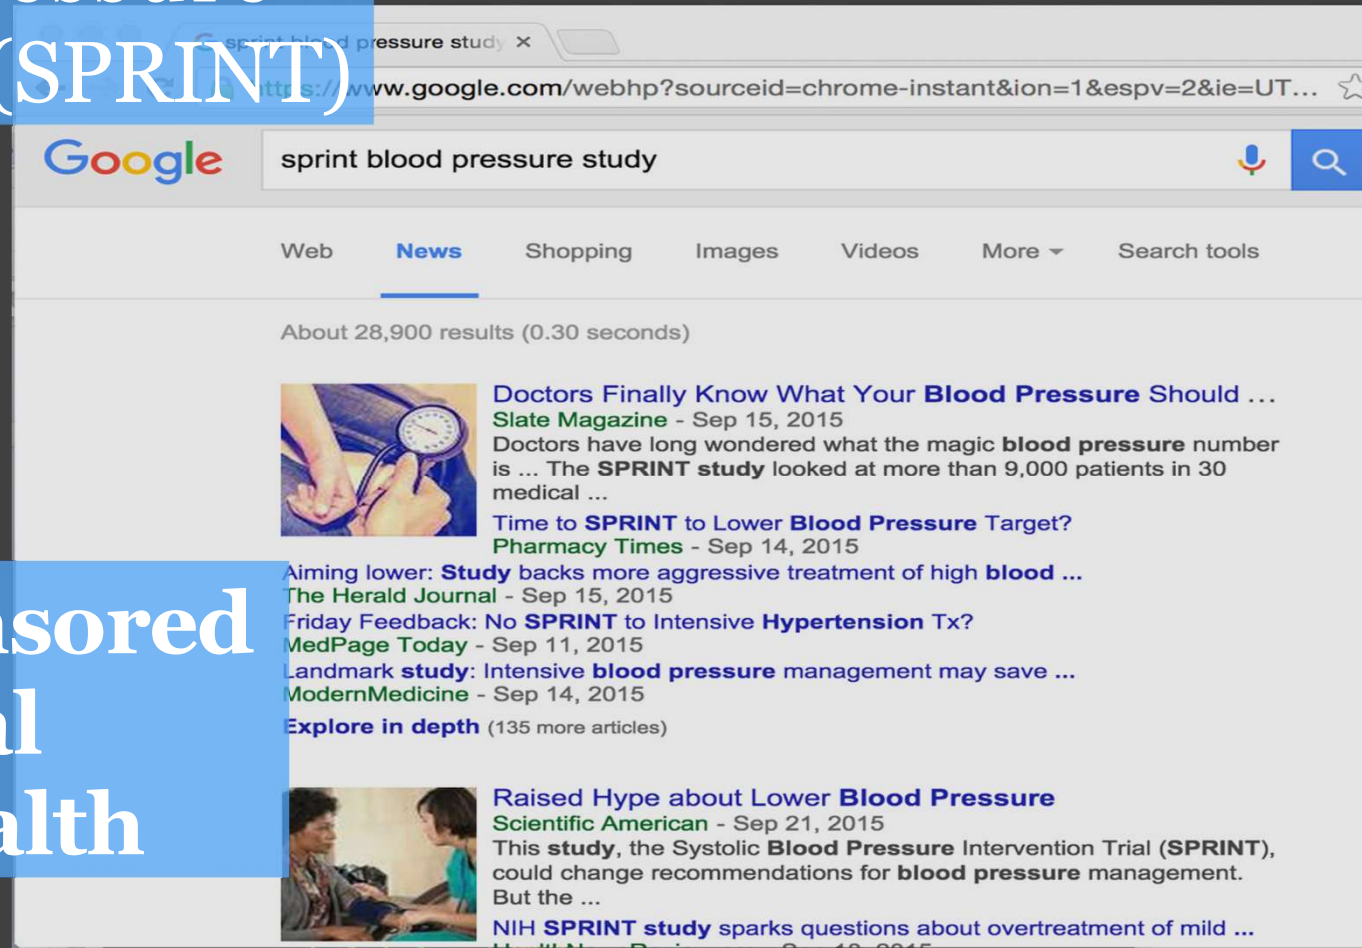 (SPRINT)
sprint blood pressure study ×
https://www.google.com/webhp?sourceid=chrome-instant&ion=1&espv=2&ie=UT...
Google
sprint blood pressure study
Web News Shopping Images Videos More Search tools
About 28,900 results (0.30 seconds)
Doctors Finally Know What Your Blood Pressure Should ...
Slate Magazine - Sep 15, 2015
Doctors have long wondered what the magic blood pressure number
is ... The SPRINT study looked at more than 9,000 patients in 30
medical ...
Time to SPRINT to Lower Blood Pressure Target?
Pharmacy Times - Sep 14, 2015
Aiming lower: Study backs more aggressive treatment of high blood ...
The Herald Journal - Sep 15, 2015
Friday Feedback: No SPRINT to Intensive Hypertension Tx?
MedPage Today - Sep 11, 2015
Landmark study: Intensive blood pressure management may save ...
ModernMedicine - Sep 14, 2015
Explore in depth (135 more articles)
nsored
al
alth
Raised Hype about Lower Blood Pressure
Scientific American - Sep 21, 2015
This study, the Systolic Blood Pressure Intervention Trial (SPRINT),
could change recommendations for blood pressure management.
But the ...
NIH SPRINT study sparks questions about overtreatment of mild ...